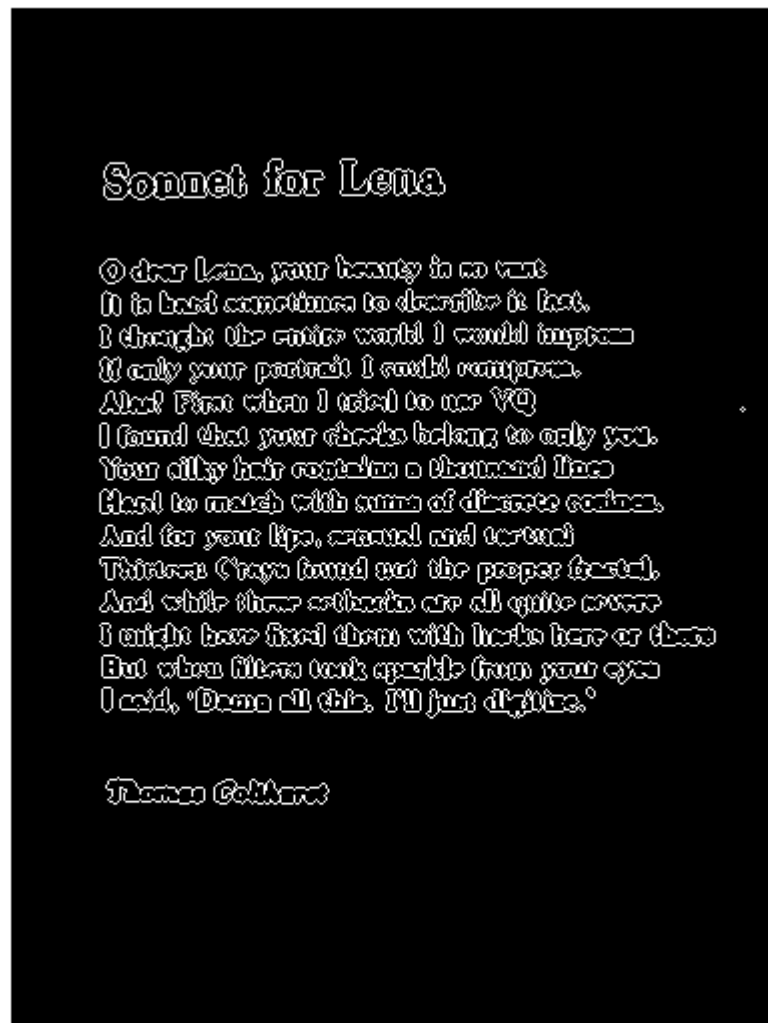 Sonnet for Lena
O dear Lena, your beauty is so vast
It is hard sometimes to describe it fast.
I thought the entire world I would impress
If only your portrait I could compress.
Alas! First when I tried to use VQ
I found that your cheeks belong to only you.
Your silky hair contains a thousand lines
Hard to match with sums of discrete cosines.
And for your lips, sensual and tactual
Thirteen Crays found not the proper fractal.
And while these setbacks are all quite severe
I might have fixed them with hacks here or there
But when filters took sparkle from your eyes
I said, 'Damn all this. I'll just digitize.'
Thomas Colthurst